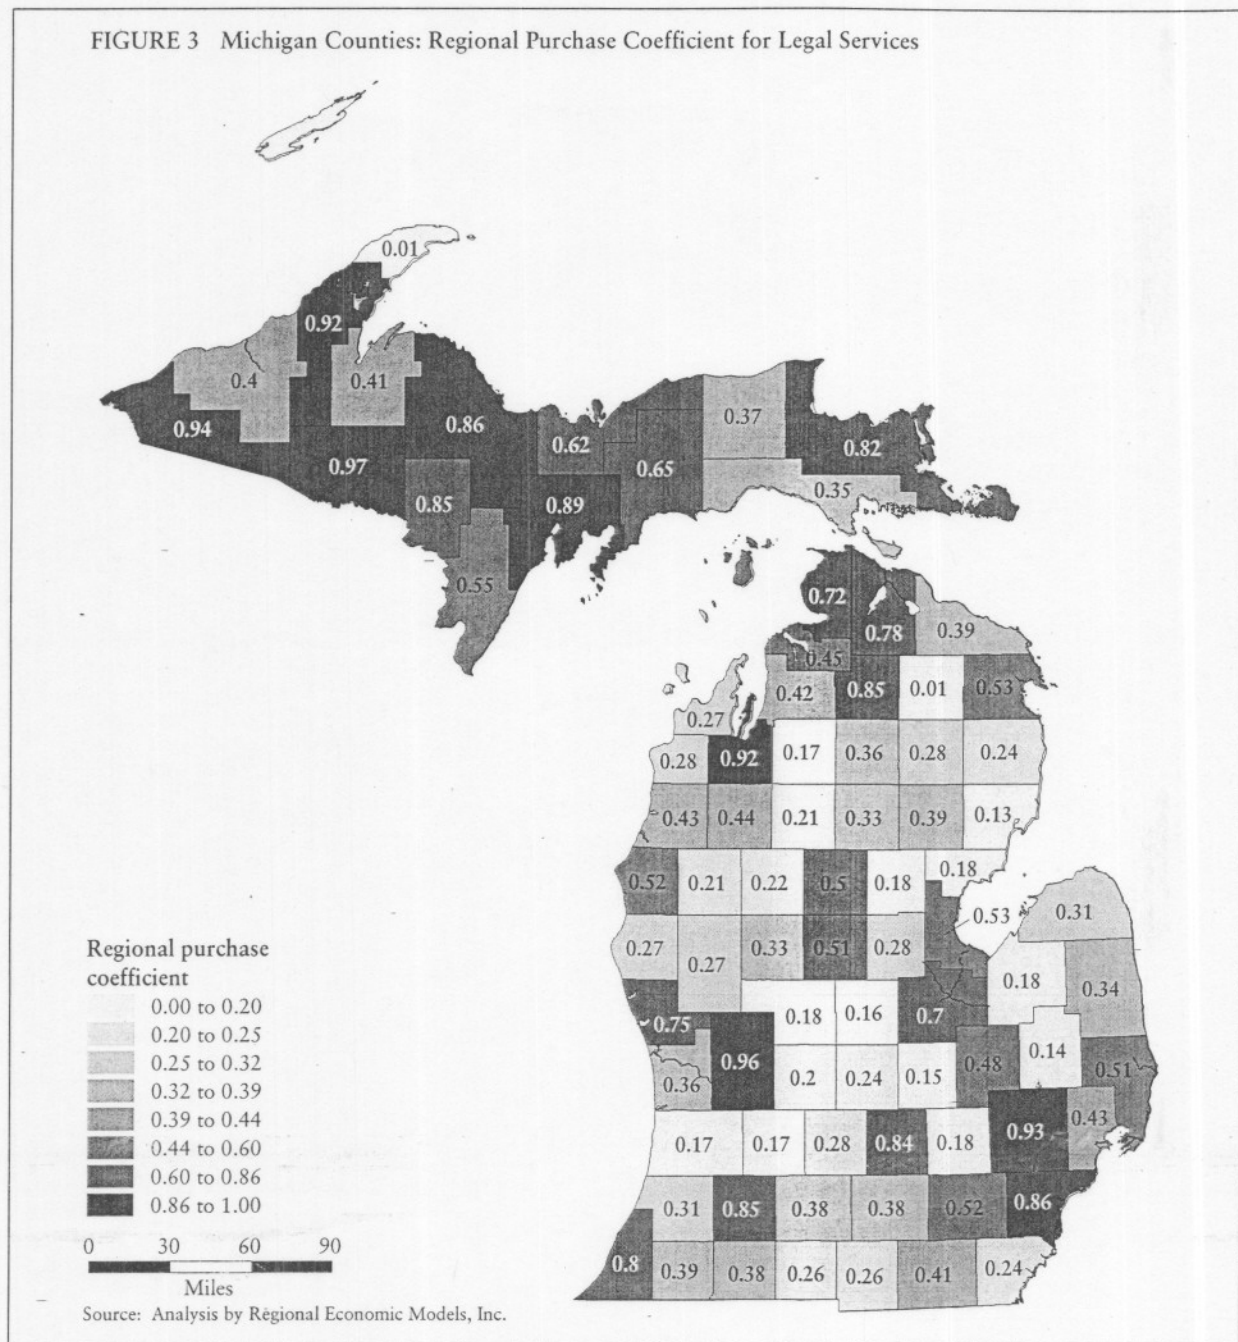 FIGURE 3 Michigan Counties: Regional Purchase Coefficient for Legal Services
0.01
0.92
0.4 0.41
0.94 0.86 0.62 0.37 0.82
0.97 0.65
0.85 0.89 0.35
0.55
0.72
0.78 0.39
0.45
0.42 0.85 0.01 0.53
0.27
0.28 0.92 0.17 0.36 0.28 0.24
0.43 0.44 0.21 0.33 0.39 0.13
0.52 0.21 0.22 0.5 0.18 0.18
0.53 0.31
0.27 0.27 0.33 0.51 0.28
0.18 0.34
0.75 0.18 0.16 0.7
0.96 0.14
0.36 0.2 0.24 0.15 0.48 0.51
0.17 0.17 0.28 0.84 0.18 0.93 0.43
0.31 0.85 0.38 0.38 0.52 0.86
0.8 0.39 0.38 0.26 0.26 0.41 0.24
Regional purchase
coefficient
0.00 to 0.20
0.20 to 0.25
0.25 to 0.32
0.32 to 0.39
0.39 to 0.44
0.44 to 0.60
0.60 to 0.86
0.86 to 1.00
0 30 60 90
Miles
Source: Analysis by Regional Economic Models, Inc.